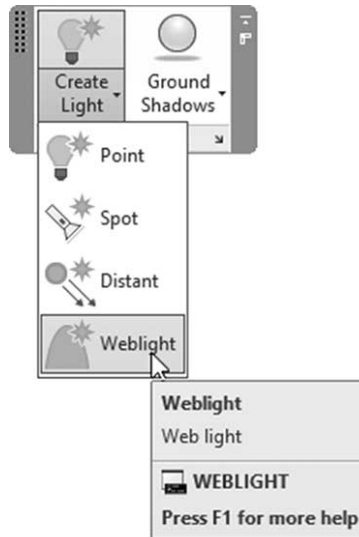 Create Light
Ground Shadows
Point
Spot
Distant
Weblight
Weblight
Web light
WEBLIGHT
Press F1 for more help